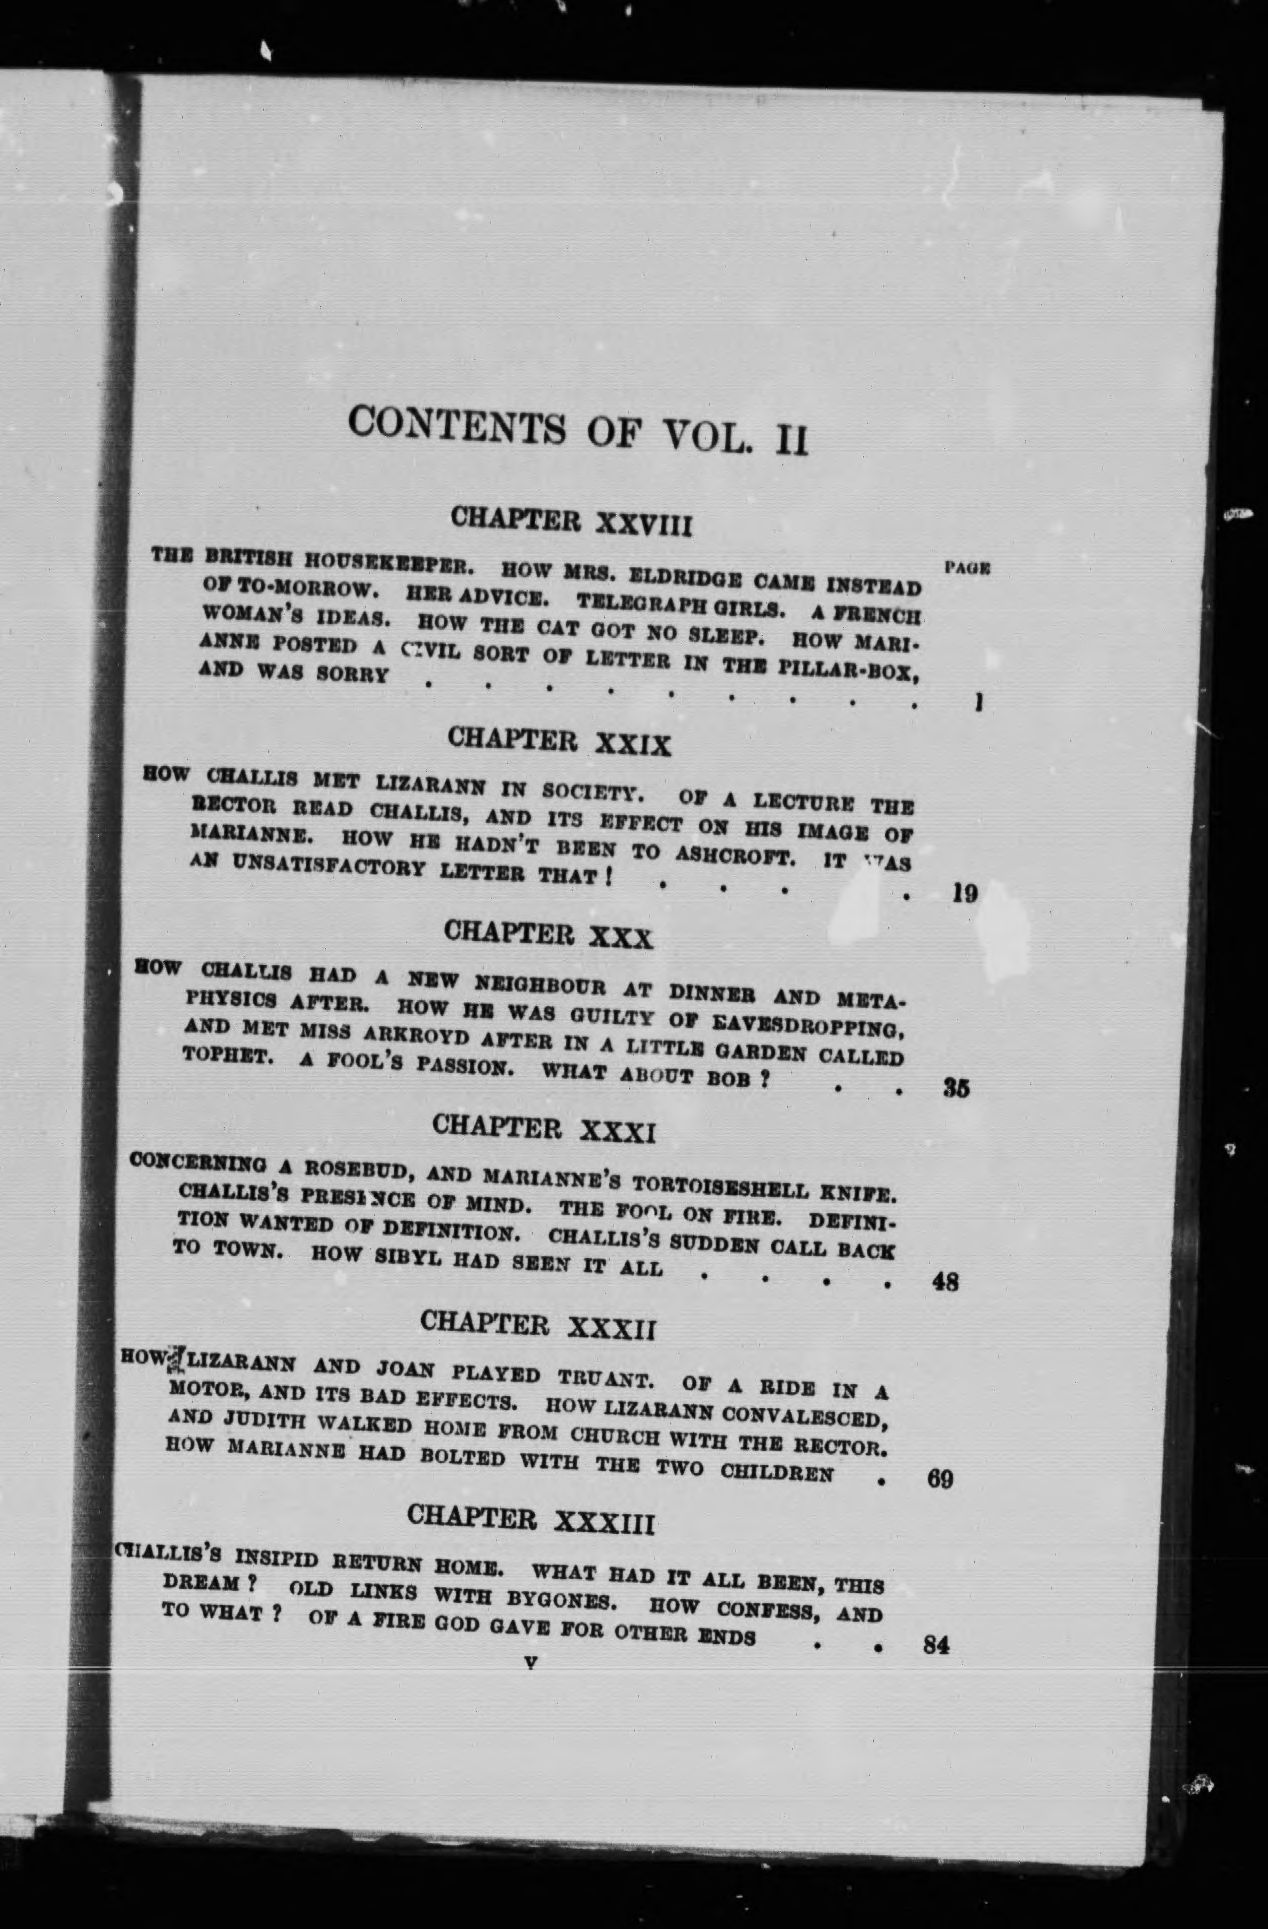 CONTENTS OF VOL. II
CHAPTER XXVIII
PAGE
THE BRITISH HOUSEKEEPER. HOW MRS. ELDRIDGE CAME INSTEAD
OF TO-MORROW. HER ADVICE. TELEGRAPH GIRLS. A FRENCH
WOMAN'S IDEAS. HOW THE CAT GOT NO SLEEP. HOW MARI-
ANNE POSTED A CIVIL SORT OF LETTER IN THE PILLAR-BOX,
AND WAS SORRY . . . . . . . . . 1
CHAPTER XXIX
HOW CHALLIS MET LIZARANN IN SOCIETY. OF A LECTURE THE
RECTOR READ CHALLIS, AND ITS EFFECT ON HIS IMAGE OF
MARIANNE. HOW HE HADN'T BEEN TO ASHCROFT. IT WAS
AN UNSATISFACTORY LETTER THAT! . . . . 19
CHAPTER XXX
HOW CHALLIS HAD A NEW NEIGHBOUR AT DINNER AND META-
PHYSICS AFTER. HOW HE WAS GUILTY OF EAVESDROPPING,
AND MET MISS ARKROYD AFTER IN A LITTLE GARDEN CALLED
TOPHET. A FOOL'S PASSION. WHAT ABOUT BOB? . . 35
CHAPTER XXXI
CONCERNING A ROSEBUD, AND MARIANNE'S TORTOISESHELL KNIFE.
CHALLIS'S PRESENCE OF MIND. THE FOOL ON FIRE. DEFINI-
TION WANTED OF DEFINITION. CHALLIS'S SUDDEN CALL BACK
TO TOWN. HOW SIBYL HAD SEEN IT ALL . . . . 48
CHAPTER XXXII
HOW LIZARANN AND JOAN PLAYED TRUANT. OF A RIDE IN A
MOTOR, AND ITS BAD EFFECTS. HOW LIZARANN CONVALESCED,
AND JUDITH WALKED HOME FROM CHURCH WITH THE RECTOR.
HOW MARIANNE HAD BOLTED WITH THE TWO CHILDREN . 69
CHAPTER XXXIII
CHALLIS'S INSIPID RETURN HOME. WHAT HAD IT ALL BEEN, THIS
DREAM? OLD LINKS WITH BYGONES. HOW CONFESS, AND
TO WHAT? OF A FIRE GOD GAVE FOR OTHER ENDS . . 84
v